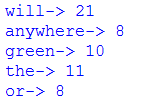 will-> 21
anywhere-> 8
green-> 10
the-> 11
or-> 8